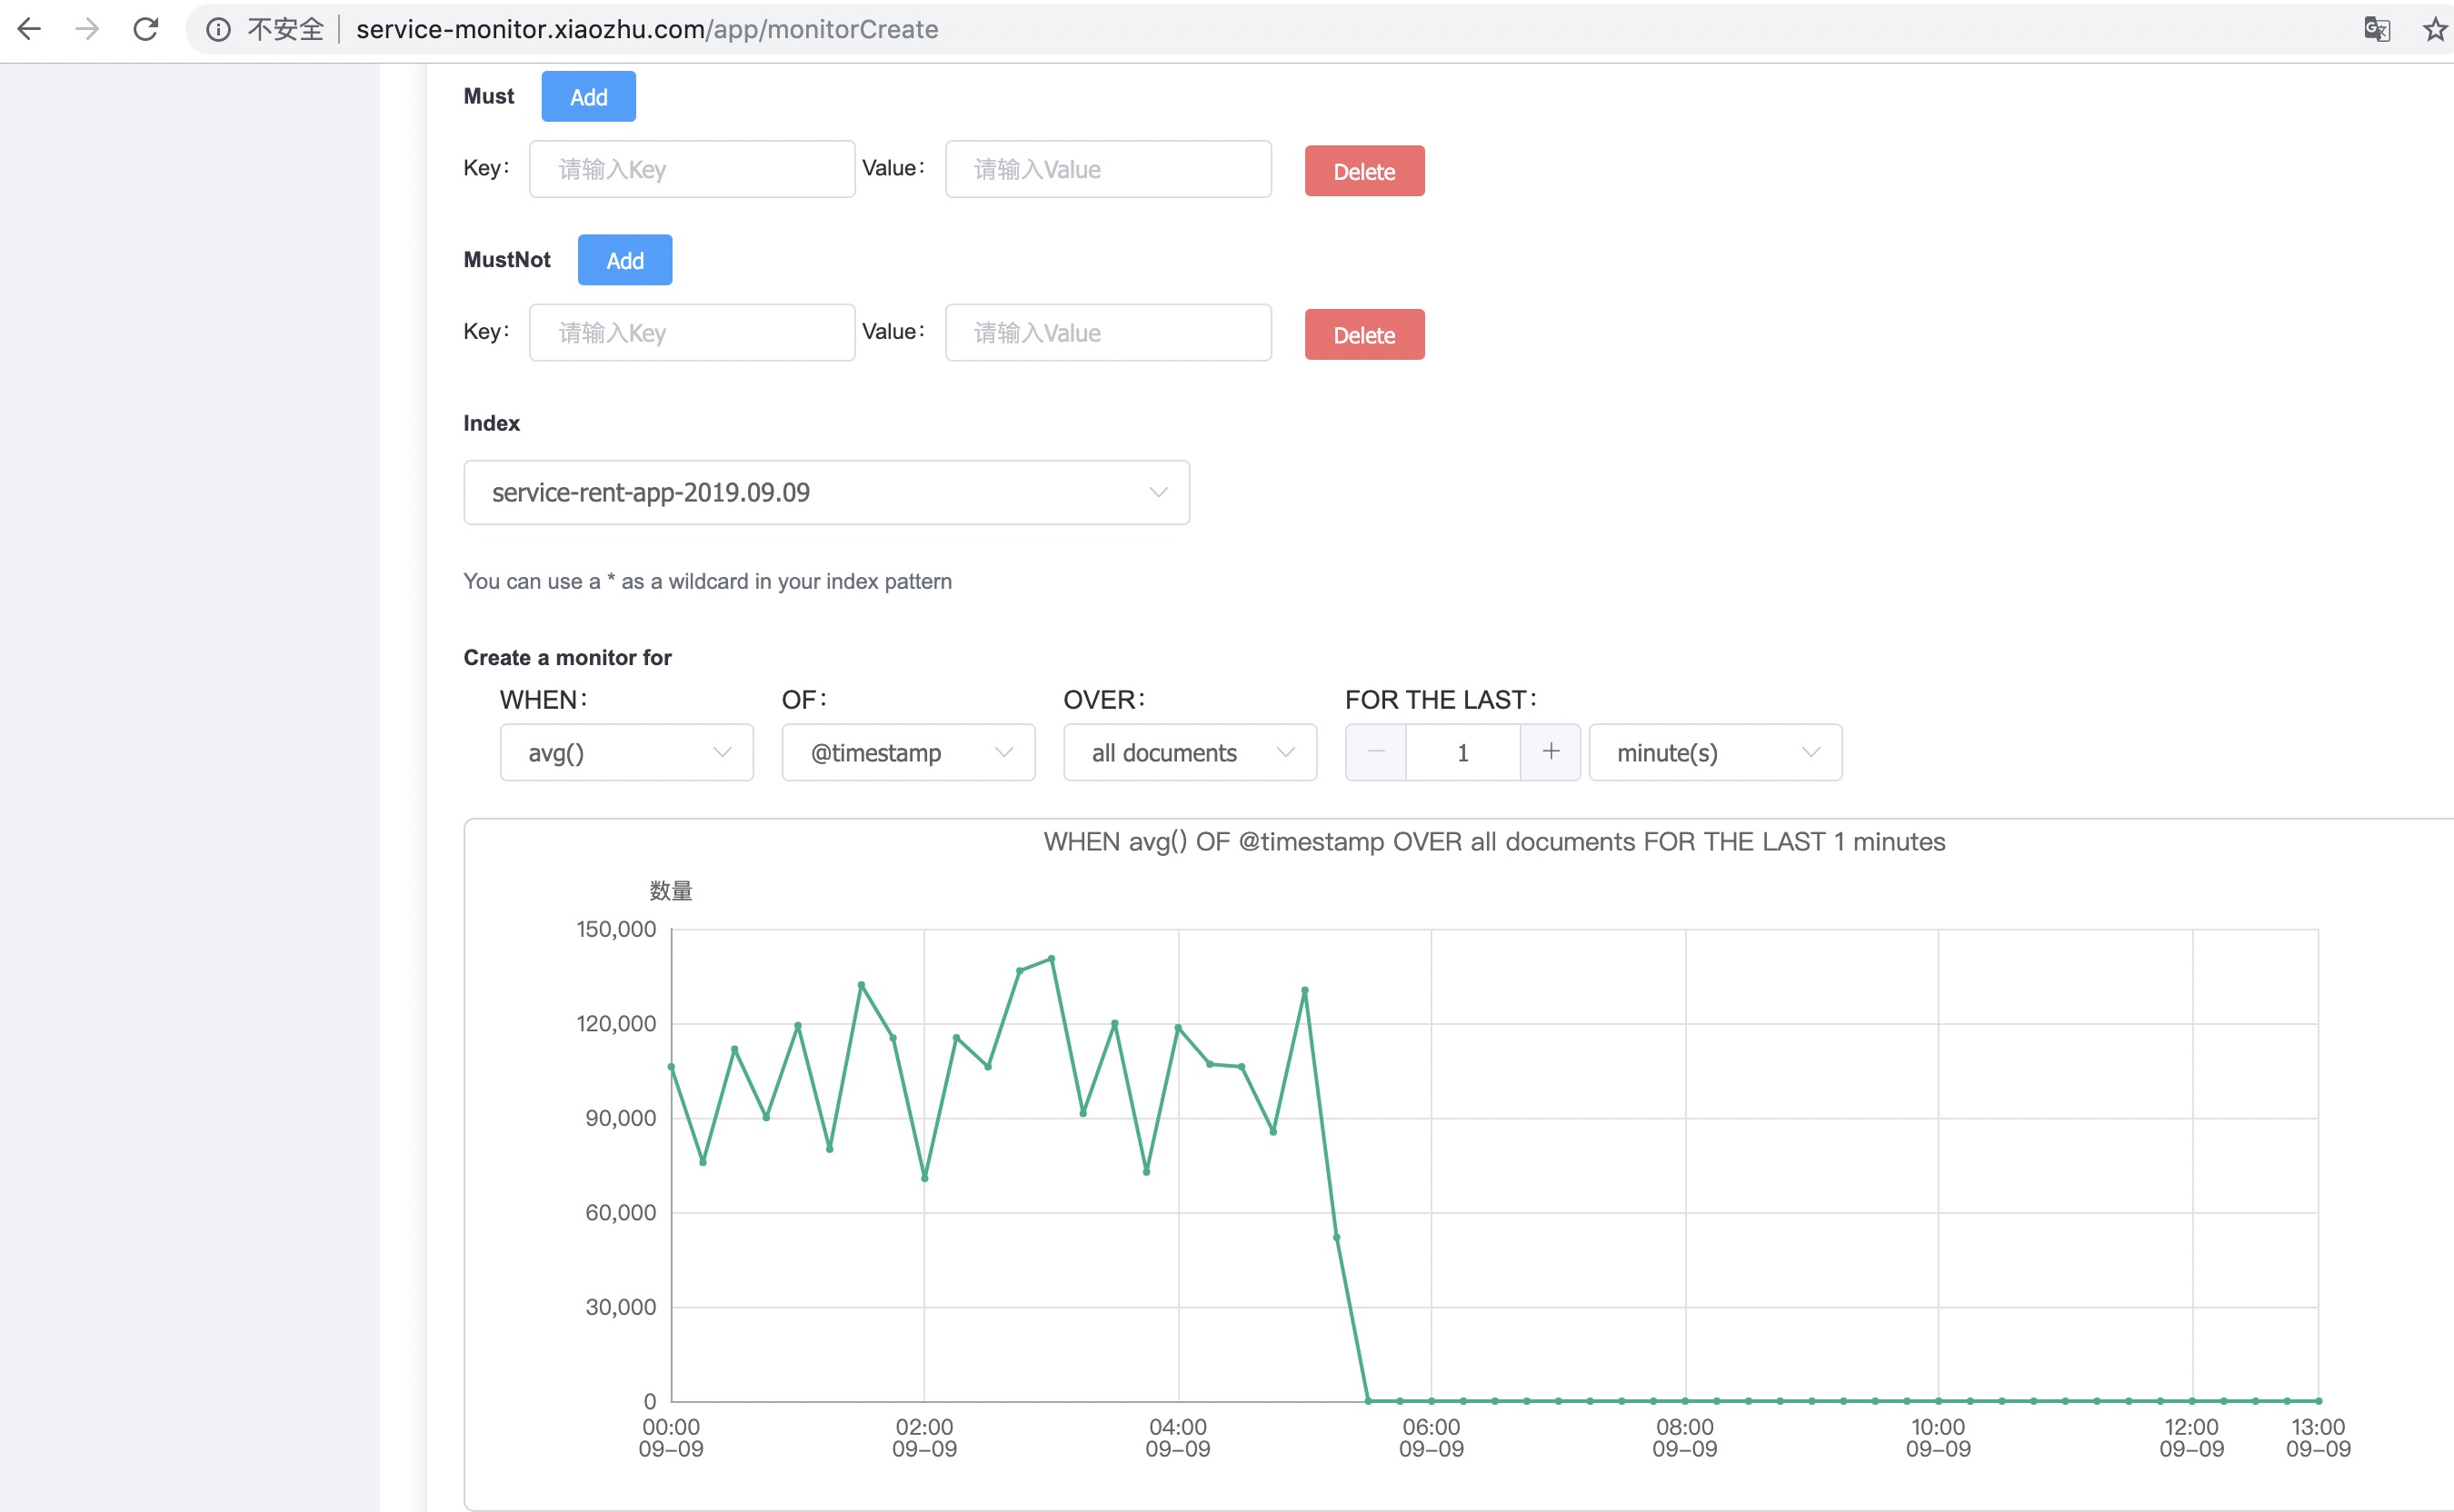 不安全 service-monitor.xiaozhu.com/app/monitorCreate
Must Add
Key： 请输入Key Value： 请输入Value Delete
MustNot Add
Key： 请输入Key Value： 请输入Value Delete
Index
service-rent-app-2019.09.09
You can use a * as a wildcard in your index pattern
Create a monitor for
WHEN： OF： OVER： FOR THE LAST：
avg() @timestamp all documents 1 minute(s)
WHEN avg() OF @timestamp OVER all documents FOR THE LAST 1 minutes
数量
150,000
120,000
90,000
60,000
30,000
0
00:00 02:00 04:00 06:00 08:00 10:00 12:00 13:00
09-09 09-09 09-09 09-09 09-09 09-09 09-09 09-09